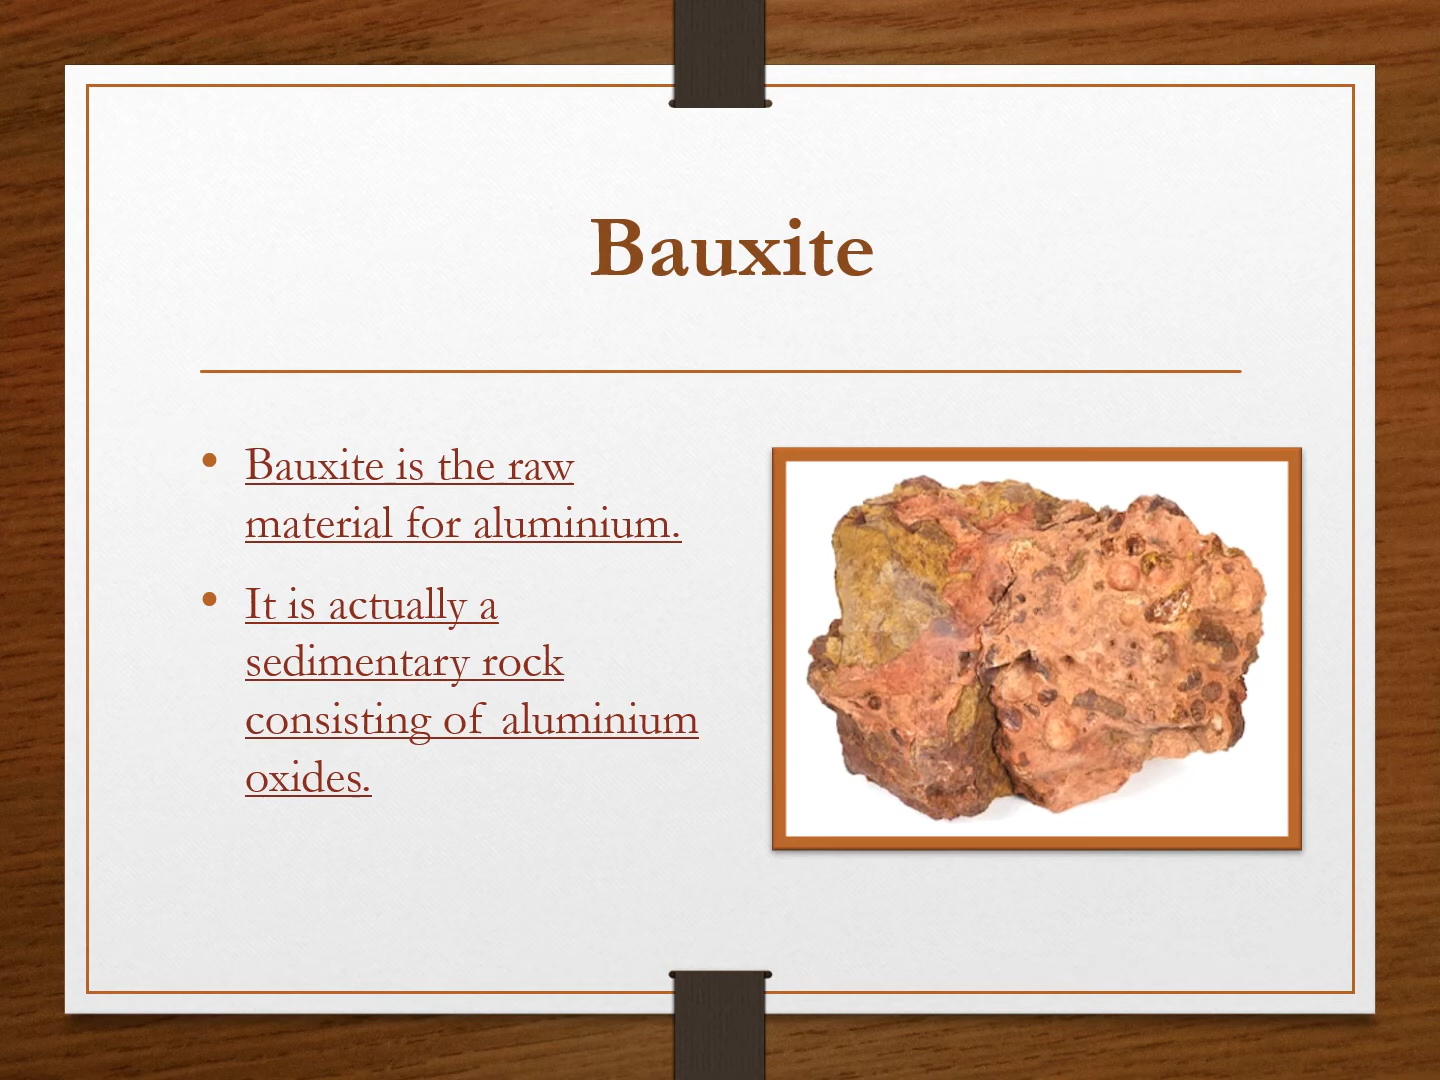 Bauxite
• Bauxite is the raw
material for aluminium.
• It is actually a
sedimentary rock
consisting of aluminium
oxides.